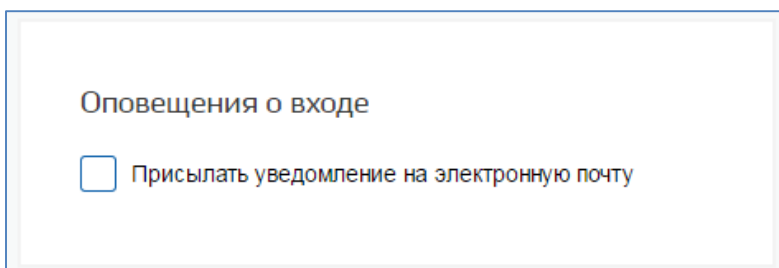 Оповещения о входе
Присылать уведомление на электронную почту